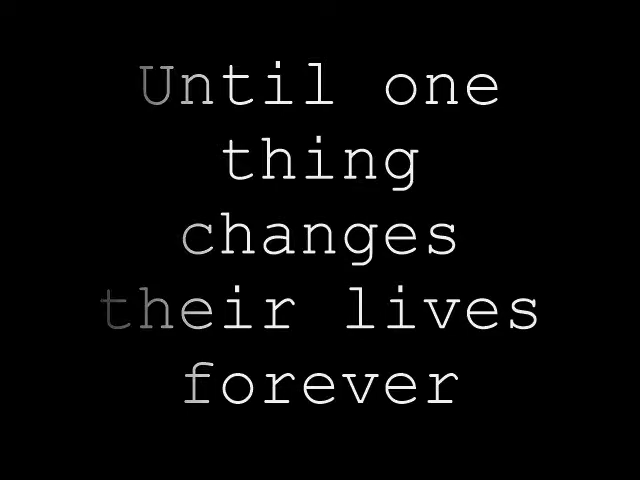 Until one
thing
changes
their lives
forever